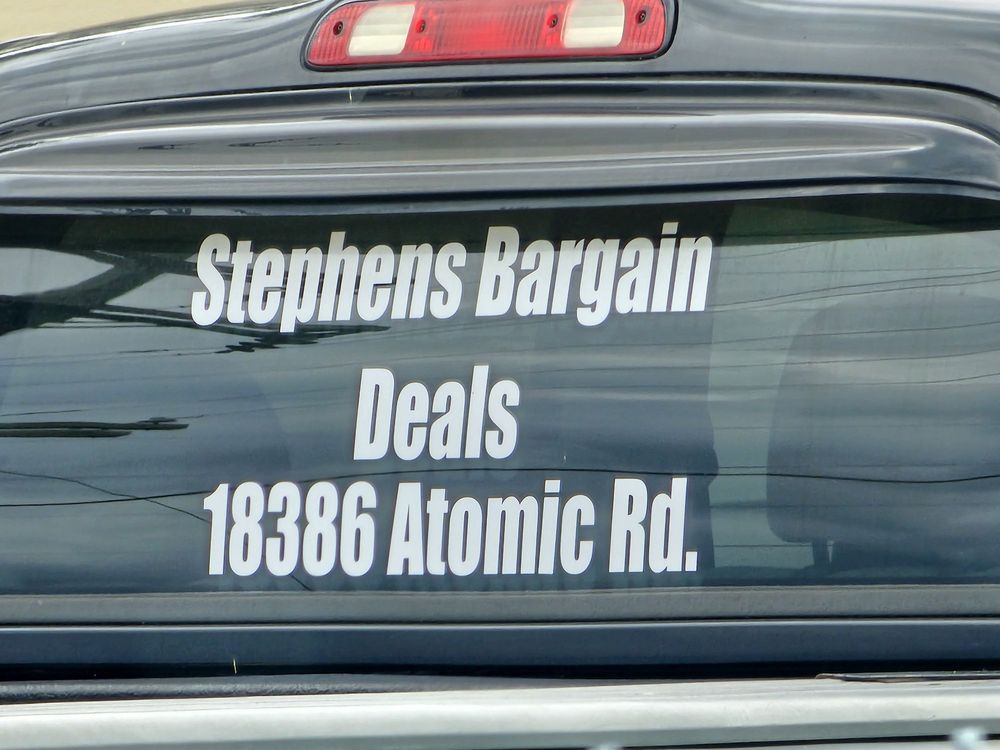 Stephens Bargain
Deals
18386 Atomic Rd.